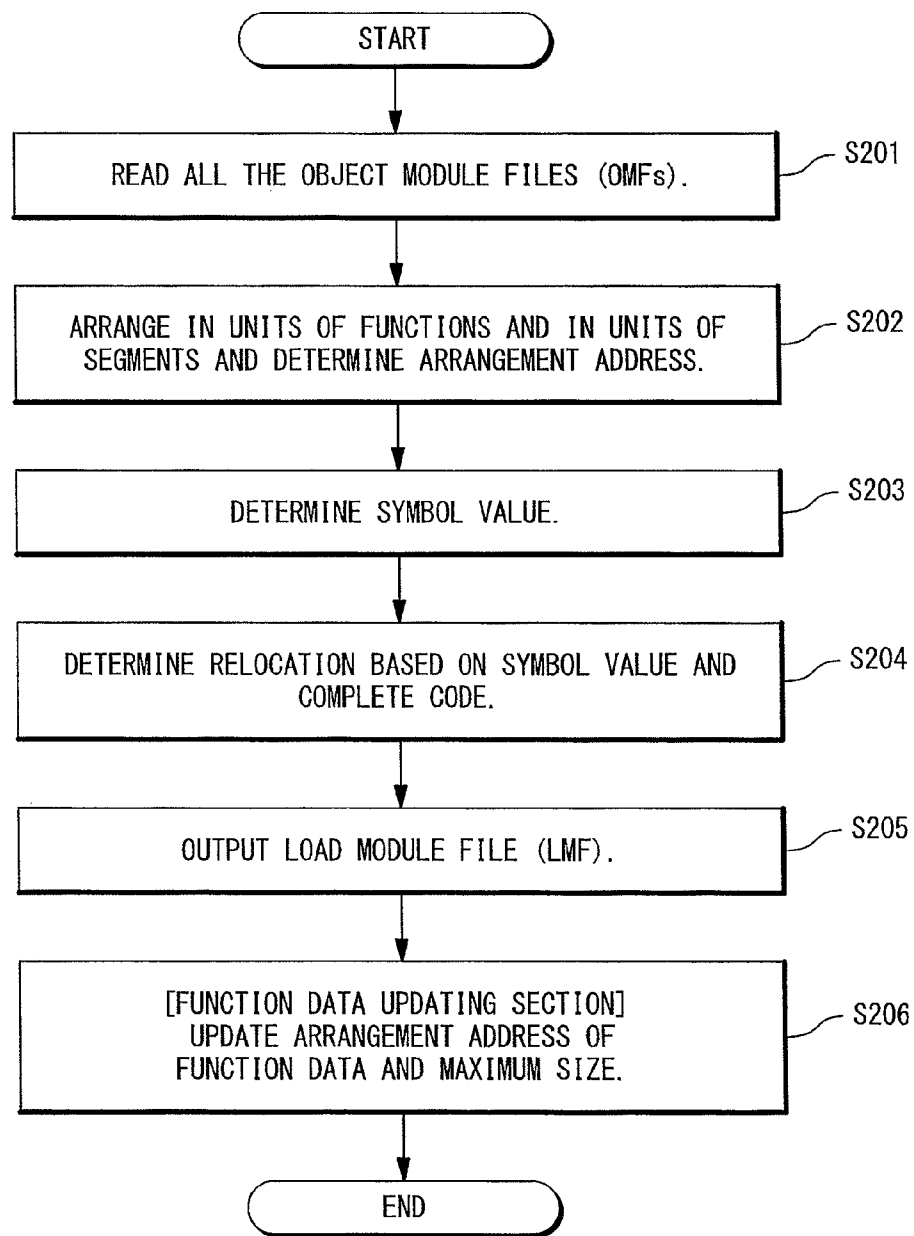 START
READ ALL THE OBJECT MODULE FILES (OMFs).
S201
ARRANGE IN UNITS OF FUNCTIONS AND IN UNITS OF
SEGMENTS AND DETERMINE ARRANGEMENT ADDRESS.
S202
DETERMINE SYMBOL VALUE.
S203
DETERMINE RELOCATION BASED ON SYMBOL VALUE AND
COMPLETE CODE.
S204
OUTPUT LOAD MODULE FILE (LMF).
S205
[FUNCTION DATA UPDATING SECTION]
UPDATE ARRANGEMENT ADDRESS OF
FUNCTION DATA AND MAXIMUM SIZE.
S206
END